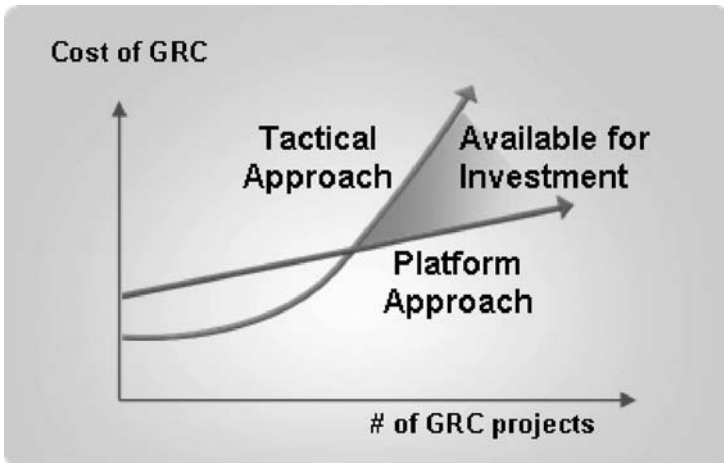 Cost of GRC
Tactical
Approach
Available for
Investment
Platform
Approach
# of GRC projects